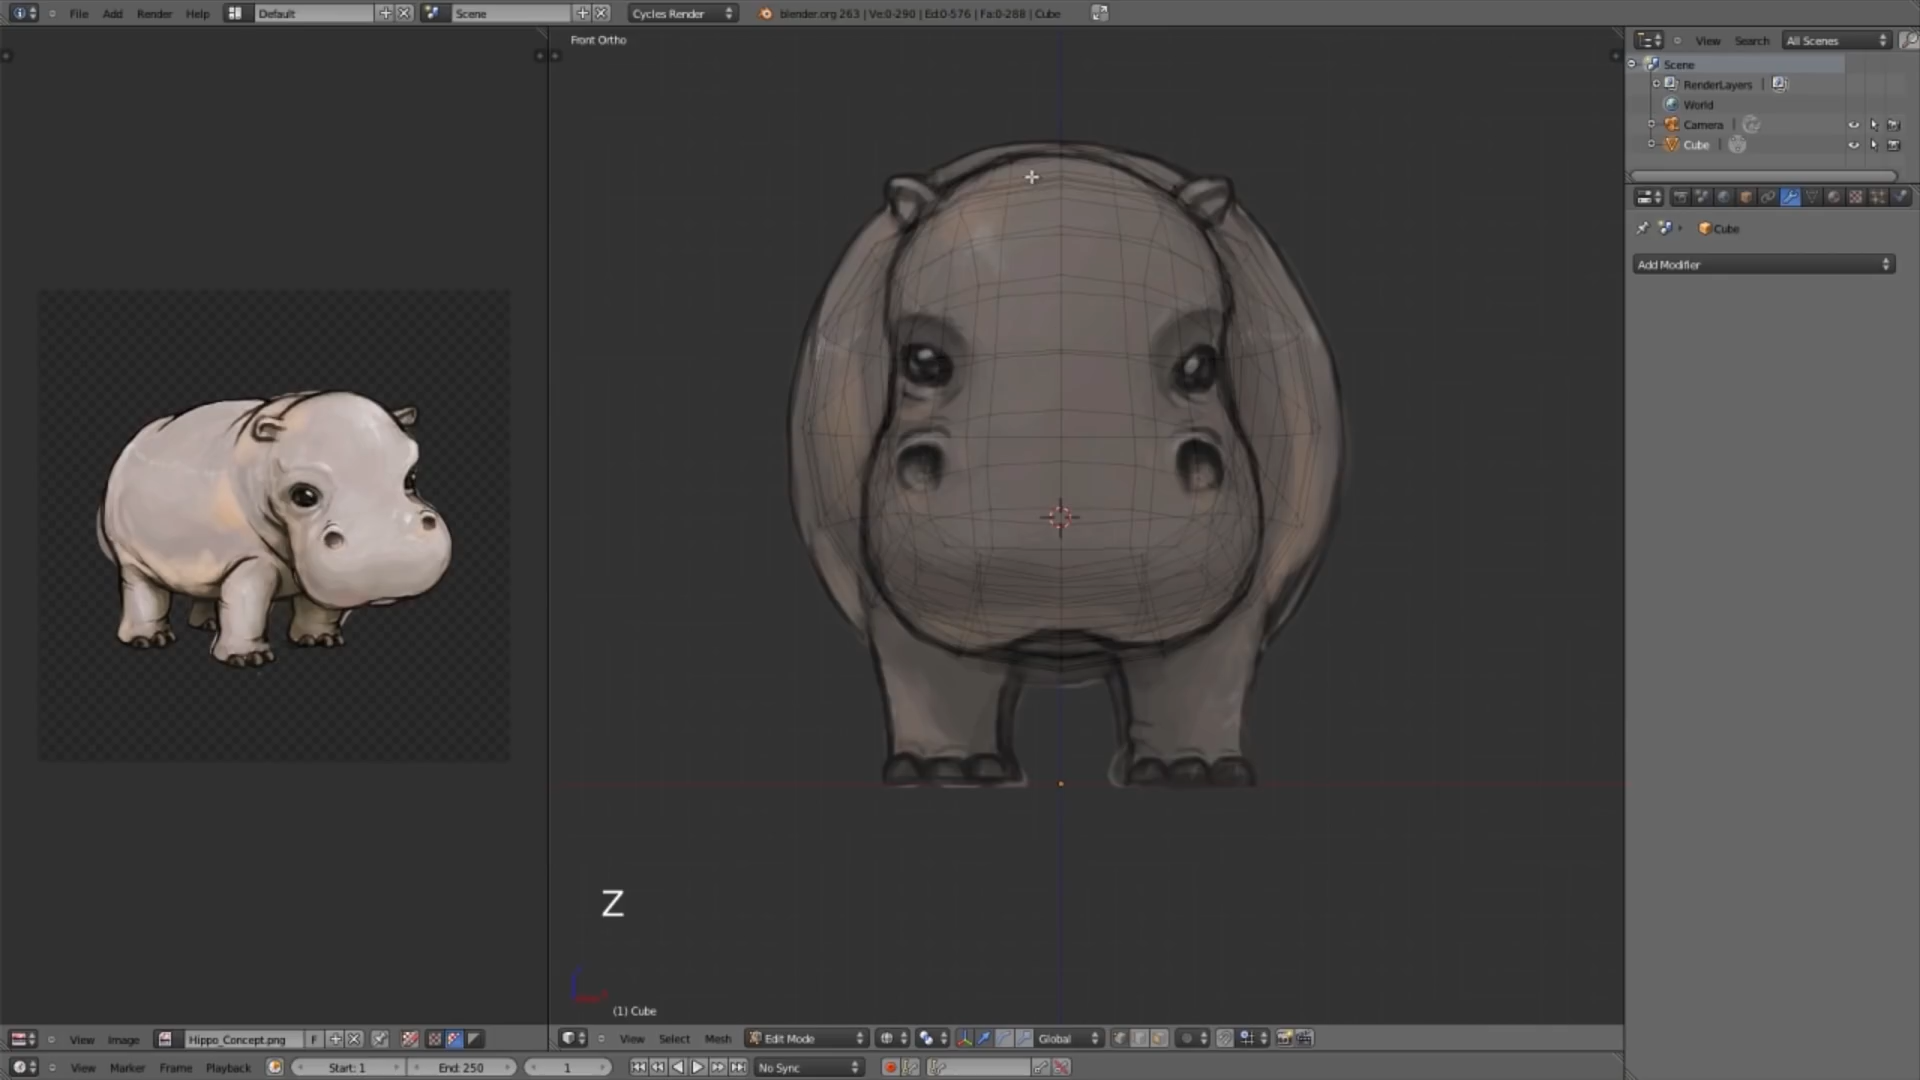 File Add Render Help Default Scene Cycles Render blender.org 263 | Ve:0-290 | Ed:0-576 | Fa:0-288 | Cube
Front Ortho
View Search All Scenes
Scene
RenderLayers
World
Camera
Cube
Cube
Add Modifier
Z
(1) Cube
View Image Hippo_Concept.png F
View Select Mesh Edit Mode Global
View Marker Frame Playback Start: 1 End: 250 1 No Sync